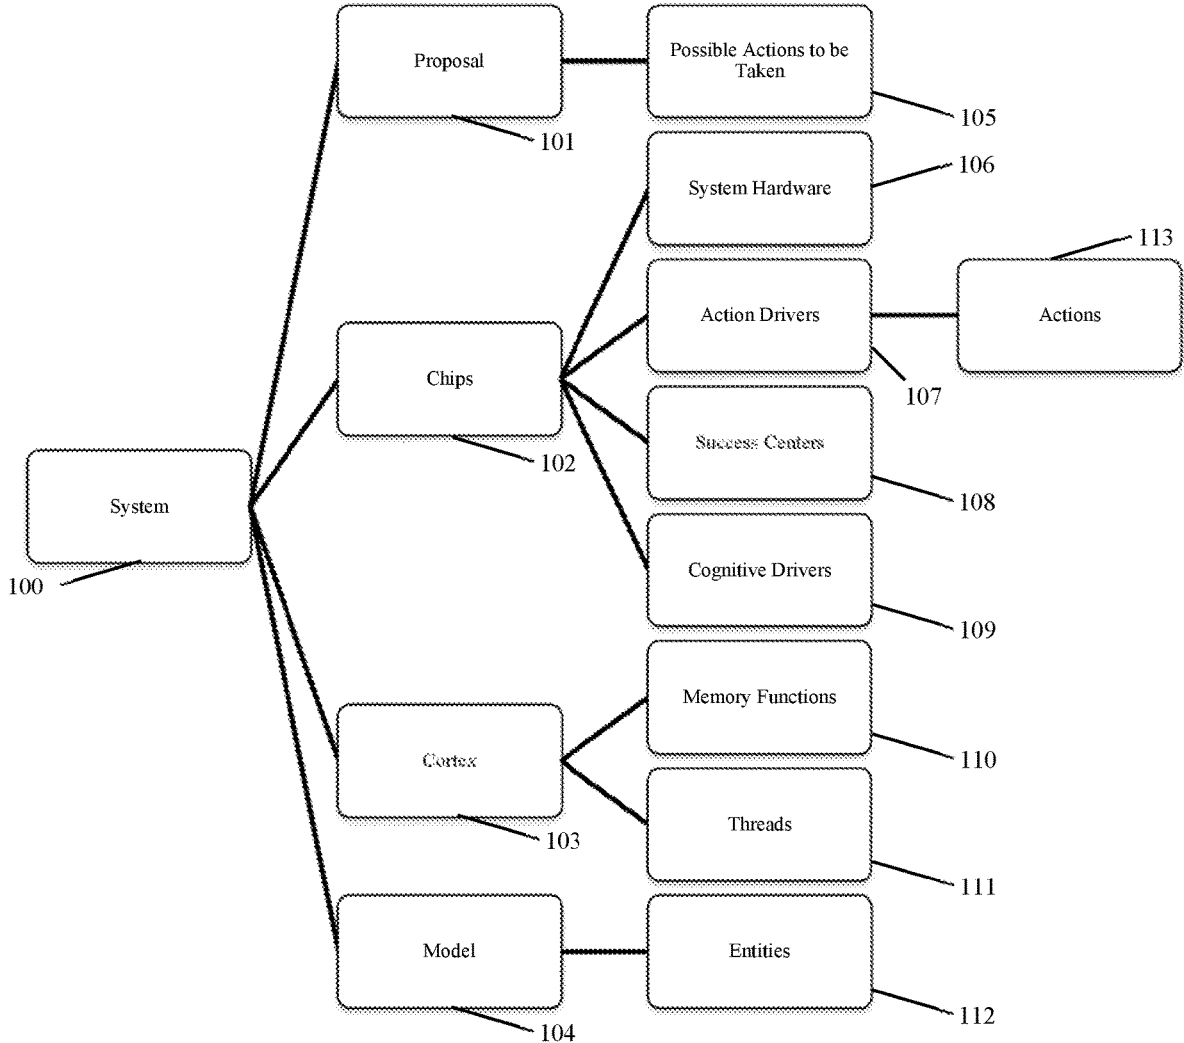 Proposal
101
Possible Actions to be
Taken
105
System Hardware
106
Action Drivers
107
Actions
113
Chips
102
Success Centers
108
System
100
Cognitive Drivers
109
Memory Functions
110
Cortex
103
Threads
111
Model
104
Entities
112